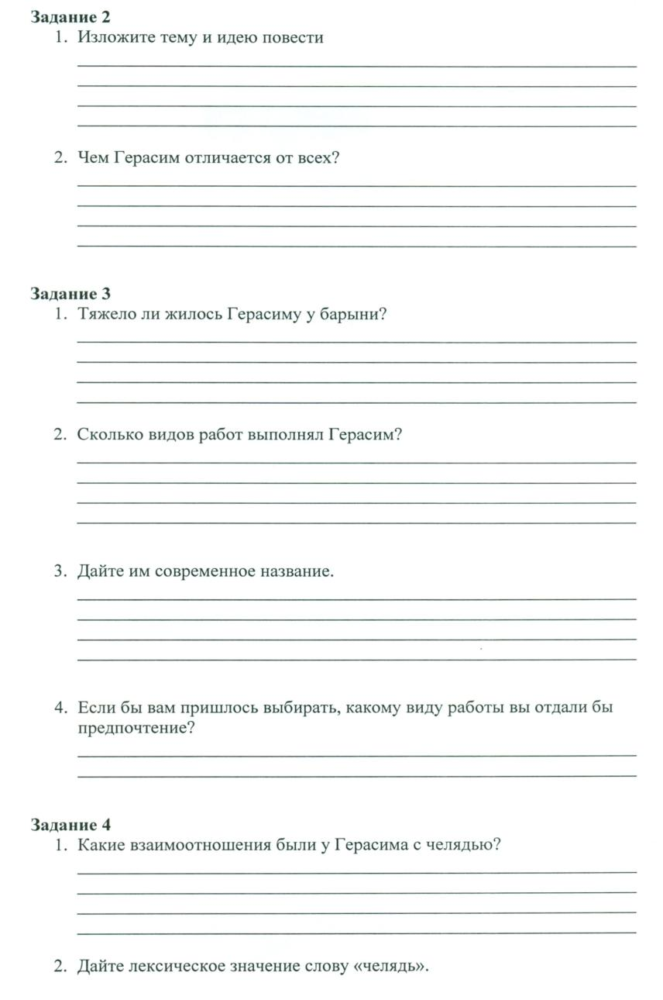 Задание 2
1. Изложите тему и идею повести
2. Чем Герасим отличается от всех?
Задание 3
1. Тяжело ли жилось Герасиму у барыни?
2. Сколько видов работ выполнял Герасим?
3. Дайте им современное название.
4. Если бы вам пришлось выбирать, какому виду работы вы отдали бы
предпочтение?
Задание 4
1. Какие взаимоотношения были у Герасима с челядью?
2. Дайте лексическое значение слову «челядь».